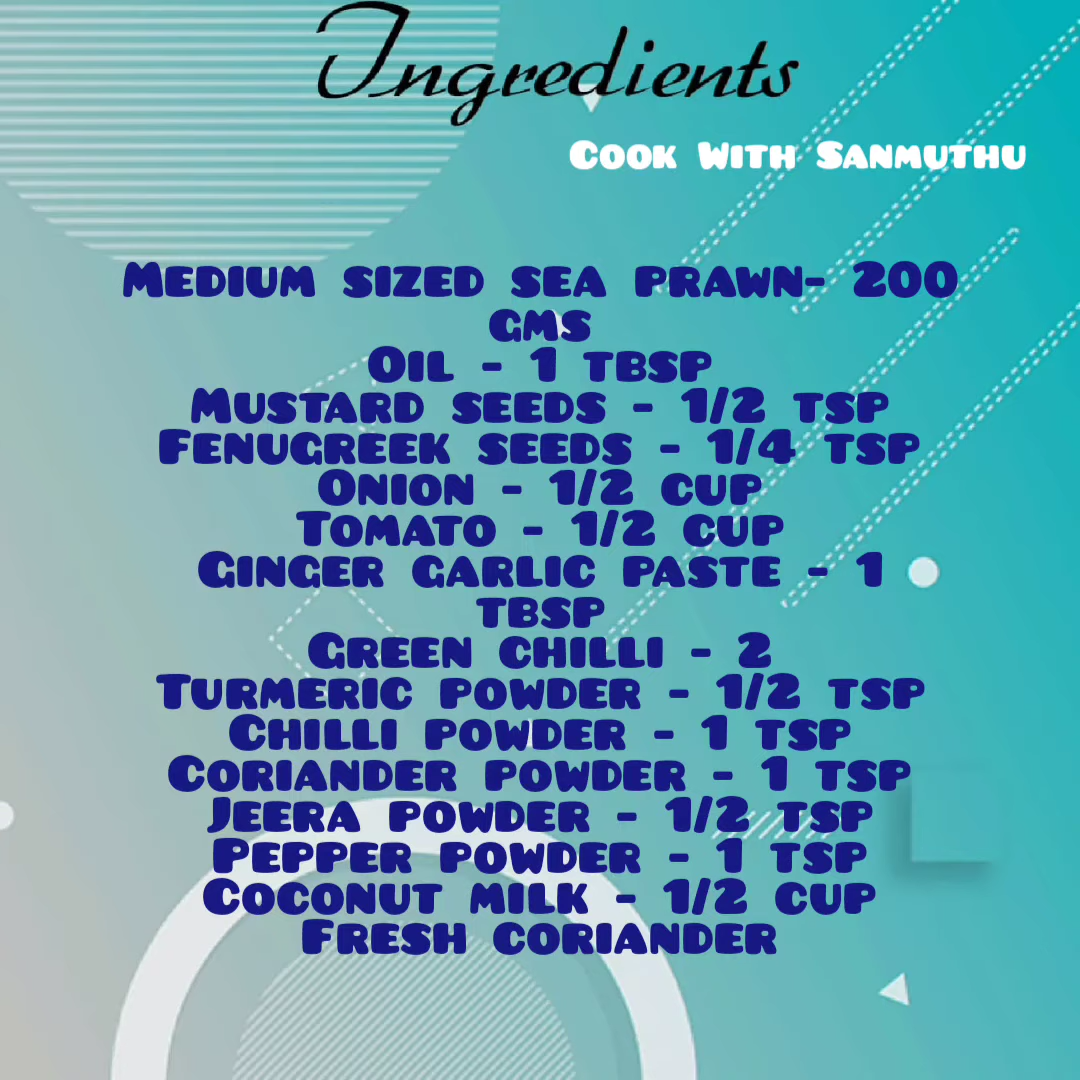 Ingredients
Cook With Sanmuthu
Medium sized sea prawn- 200
gms
Oil - 1 tbsp
Mustard seeds - 1/2 tsp
Fenugreek seeds - 1/4 tsp
Onion - 1/2 cup
Tomato - 1/2 cup
Ginger garlic paste - 1
tbsp
Green chilli - 2
Turmeric powder - 1/2 tsp
Chilli powder - 1 tsp
Coriander powder - 1 tsp
Jeera powder - 1/2 tsp
Pepper powder - 1 tsp
Coconut milk - 1/2 cup
Fresh coriander